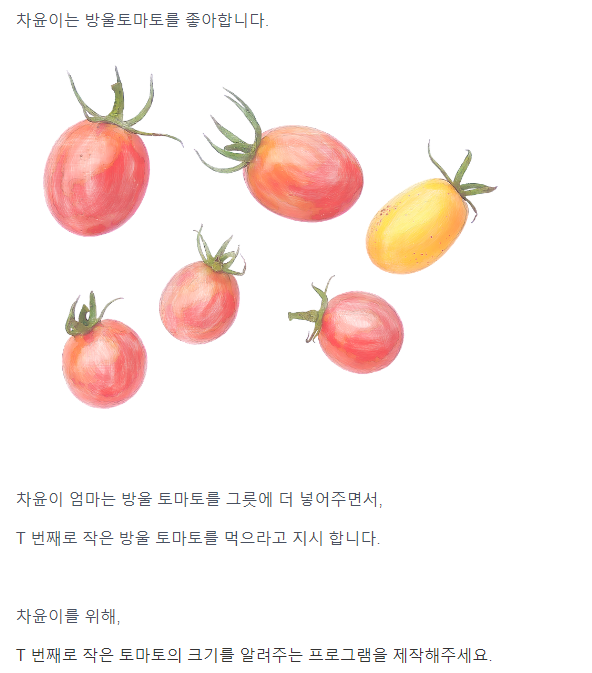 차윤이는 방울토마토를 좋아합니다.
차윤이 엄마는 방울 토마토를 그릇에 더 넣어주면서,
T 번째로 작은 방울 토마토를 먹으라고 지시 합니다.
차윤이를 위해,
T 번째로 작은 토마토의 크기를 알려주는 프로그램을 제작해주세요.